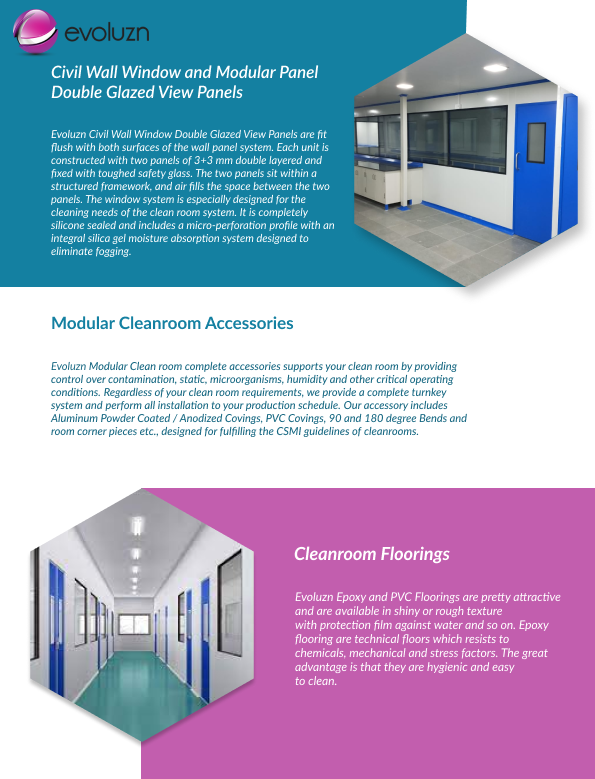 evoluzn
Civil Wall Window and Modular Panel
Double Glazed View Panels
Evoluzn Civil Wall Window Double Glazed View Panels are fit
flush with both surfaces of the wall panel system. Each unit is
constructed with two panels of 3+3 mm double layered and
fixed with toughed safety glass. The two panels sit within a
structured framework, and air fills the space between the two
panels. The window system is especially designed for the
cleaning needs of the clean room system. It is completely
silicone sealed and includes a micro-perforation profile with an
integral silica gel moisture absorption system designed to
eliminate fogging.
Modular Cleanroom Accessories
Evoluzn Modular Clean room complete accessories supports your clean room by providing
control over contamination, static, microorganisms, humidity and other critical operating
conditions. Regardless of your clean room requirements, we provide a complete turnkey
system and perform all installation to your production schedule. Our accessory includes
Aluminum Powder Coated / Anodized Covings, PVC Covings, 90 and 180 degree Bends and
room corner pieces etc., designed for fulfilling the CSMI guidelines of cleanrooms.
Cleanroom Floorings
Evoluzn Epoxy and PVC Floorings are pretty attractive
and are available in shiny or rough texture
with protection film against water and so on. Epoxy
flooring are technical floors which resists to
chemicals, mechanical and stress factors. The great
advantage is that they are hygienic and easy
to clean.